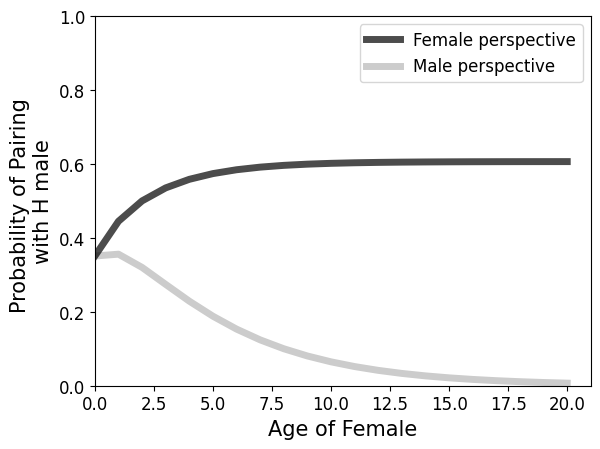 Female perspective
Male perspective
Probability of Pairing
with H male
1.0
0.8
0.6
0.4
0.2
0.0
0.0 2.5 5.0 7.5 10.0 12.5 15.0 17.5 20.0
Age of Female